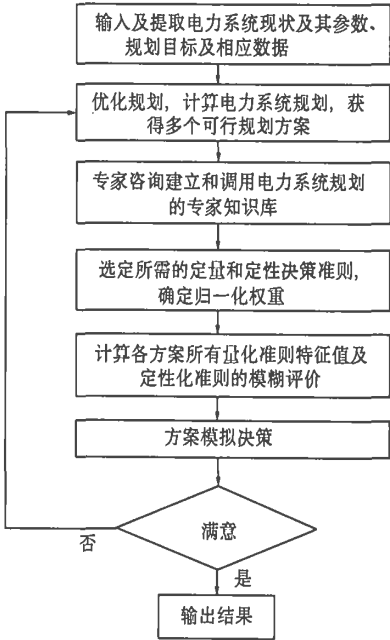 输入及提取电力系统现状及其参数、
规划目标及相应数据
优化规划，计算电力系统规划，获
得多个可行规划方案
专家咨询建立和调用电力系统规划
的专家知识库
选定所需的定量和定性决策准则，
确定归一化权重
计算各方案所有量化准则特征值及
定性化准则的模糊评价
方案模拟决策
满意
否
是
输出结果